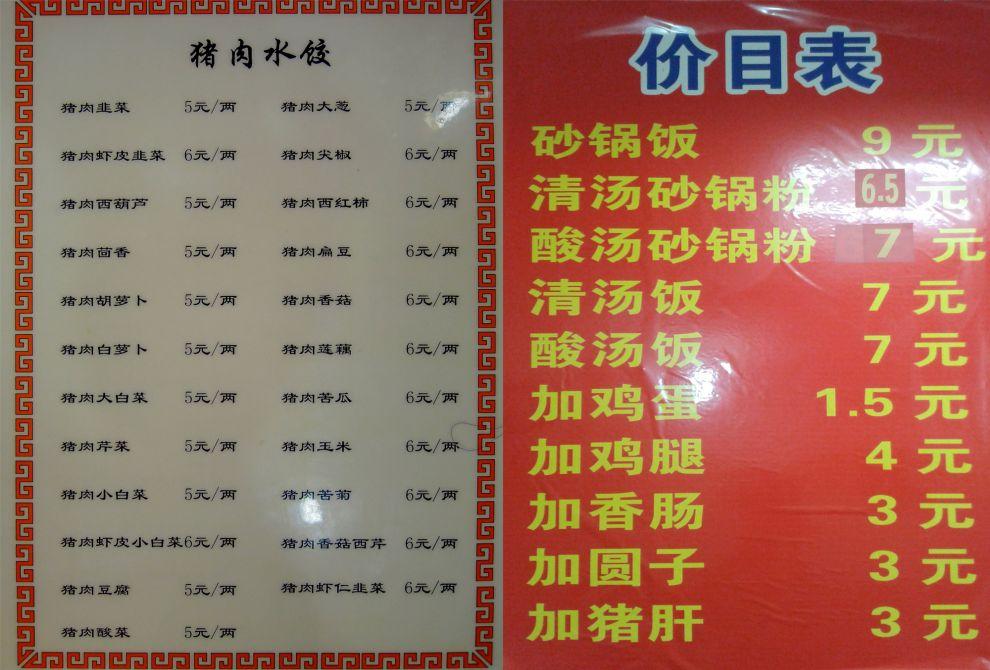 猪肉水饺
猪肉韭菜 5元/两 猪肉大葱 5元/两
猪肉虾皮韭菜 6元/两 猪肉尖椒 6元/两
猪肉西葫芦 5元/两 猪肉西红柿 6元/两
猪肉茴香 5元/两 猪肉扁豆 6元/两
猪肉胡萝卜 5元/两 猪肉香菇 6元/两
猪肉白萝卜 5元/两 猪肉莲藕 6元/两
猪肉大白菜 5元/两 猪肉苦瓜 6元/两
猪肉芹菜 5元/两 猪肉玉米 6元/两
猪肉小白菜 5元/两 猪肉苦菊 6元/两
猪肉虾皮小白菜6元/两 猪肉香菇西芹 6元/两
猪肉豆腐 5元/两 猪肉虾仁韭菜 6元/两
猪肉酸菜 5元/两
价目表
砂锅饭 9元
清汤砂锅粉 6.5元
酸汤砂锅粉 7元
清汤饭 7元
酸汤饭 7元
加鸡蛋 1.5元
加鸡腿 4元
加香肠 3元
加圆子 3元
加猪肝 3元